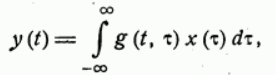 y(t) = ∫_{-∞}^{∞} g(t, τ) x(τ) dτ,